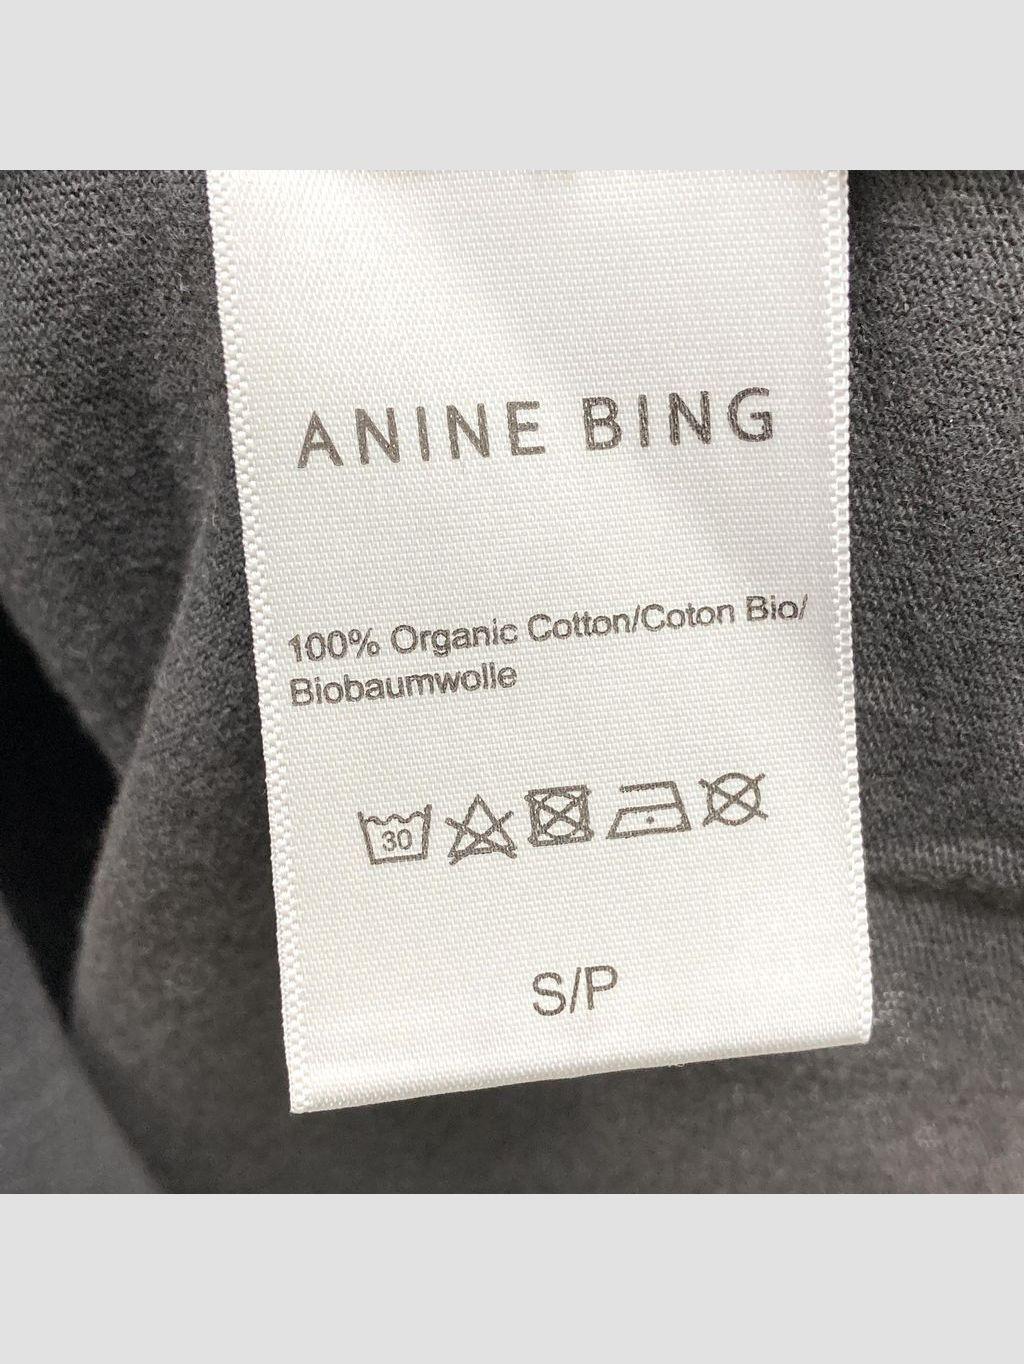 ANINE BING
100% Organic Cotton/Coton Bio/
Biobaumwolle
30
S/P